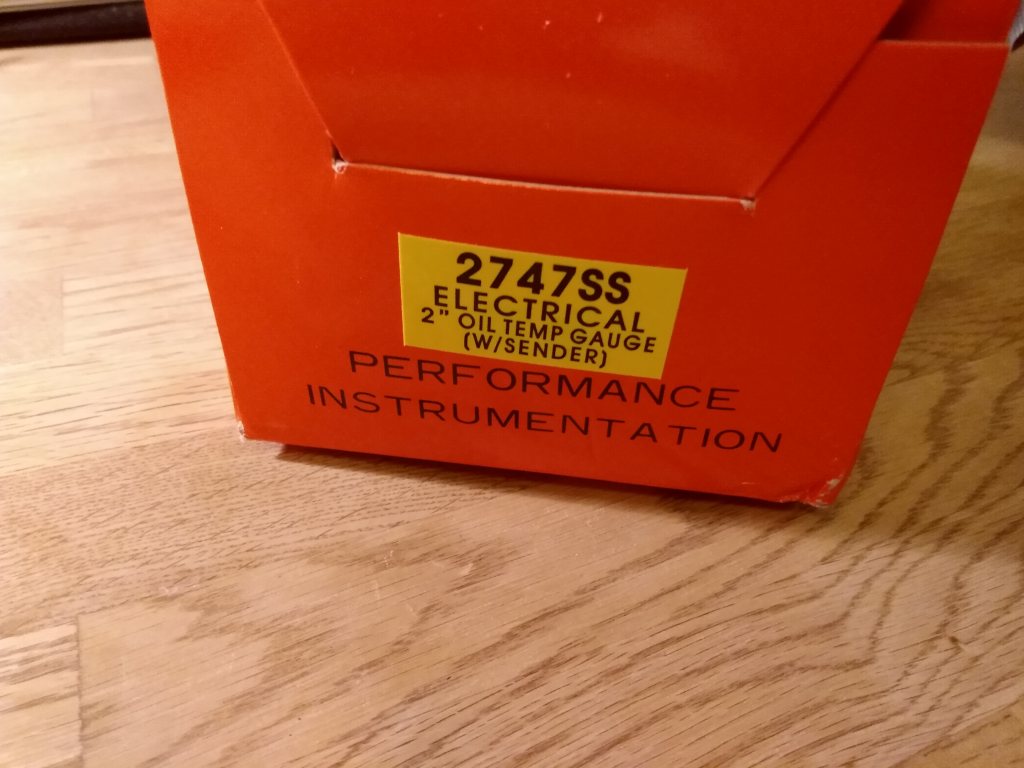 2747SS
ELECTRICAL
2" OIL TEMP GAUGE
(W/SENDER)
PERFORMANCE
INSTRUMENTATION